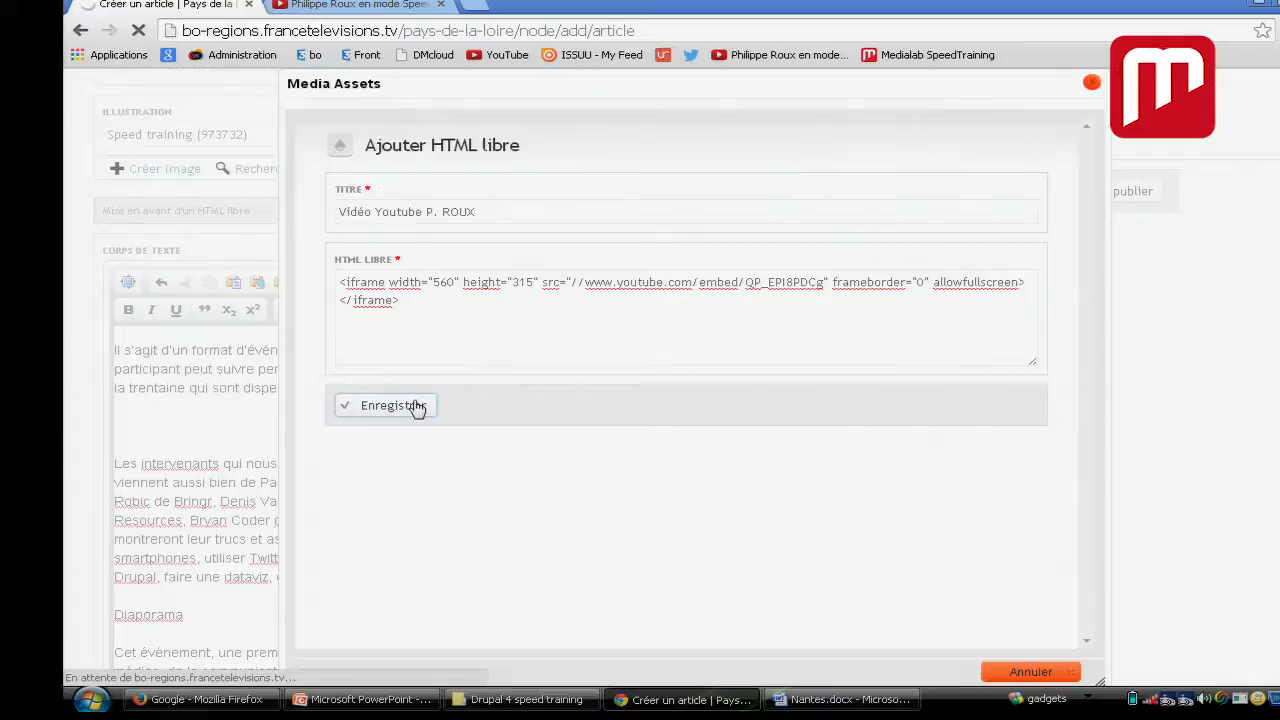 Créer un article | Pays de la
Philippe Roux en mode Spee
bo-regions.francetelevisions.tv/pays-de-la-loire/node/add/article
Applications
Administration
bo
Front
DMcloud
YouTube
ISSUU - My Feed
Philippe Roux en mode...
Medialab SpeedTraining
Media Assets
ILLUSTRATION
Speed training (973732)
Créer Image
Recherc
Mise en avant d'un HTML libre
CORPS DE TEXTE
B I U X2 X2
Il s'agit d'un format d'événe
participant peut suivre pen
la trentaine qui sont dispe
Les intervenants qui nous
viennent aussi bien de Pa
Robic de Bringr, Denis Va
Resources, Bryan Coder d
montreront leur trucs et as
smartphones, utiliser Twitt
Drupal, faire une dataviz,
Diaporama
Cet événement, une prem
Ajouter HTML libre
TITRE *
Vidéo Youtube P. ROUX
HTML LIBRE *
<iframe width="560" height="315" src="//www.youtube.com/embed/QP_EPI8PDCg" frameborder="0" allowfullscreen>
</iframe>
Enregistrer
publier
Annuler
En attente de bo-regions.francetelevisions.tv...
Google - Mozilla Firefox
Microsoft PowerPoint - ...
Drupal 4 speed training
Créer un article | Pays...
Nantes.docx - Microso...
gadgets